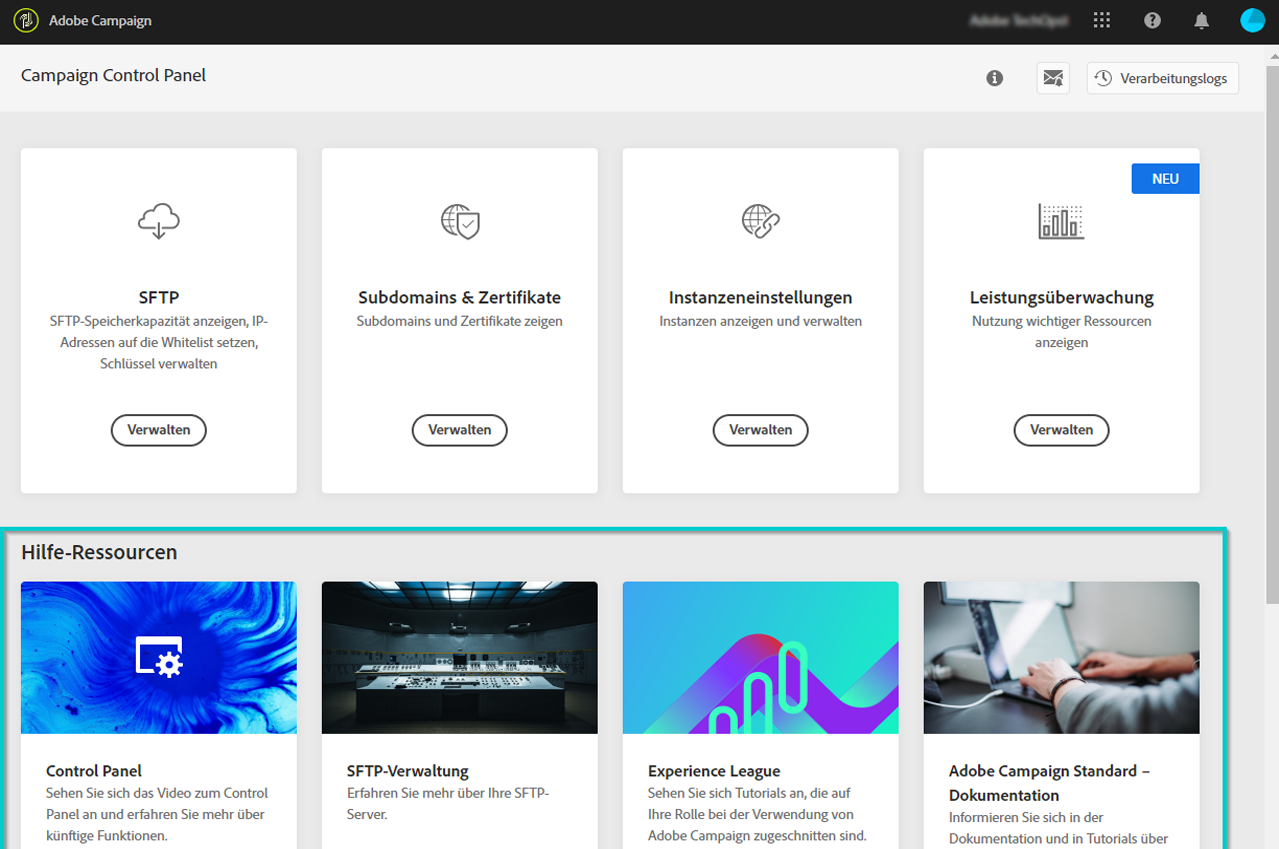 Adobe Campaign
Campaign Control Panel
Verarbeitungslogs
NEU
SFTP
SFTP-Speicherkapazität anzeigen, IP-
Adressen auf die Whitelist setzen,
Schlüssel verwalten
Verwalten
Subdomains & Zertifikate
Subdomains und Zertifikate zeigen
Verwalten
Instanzeneinstellungen
Instanzen anzeigen und verwalten
Verwalten
Leistungsüberwachung
Nutzung wichtiger Ressourcen
anzeigen
Verwalten
Hilfe-Ressourcen
Control Panel
Sehen Sie sich das Video zum Control
Panel an und erfahren Sie mehr über
künftige Funktionen.
SFTP-Verwaltung
Erfahren Sie mehr über Ihre SFTP-
Server.
Experience League
Sehen Sie sich Tutorials an, die auf
Ihre Rolle bei der Verwendung von
Adobe Campaign zugeschnitten sind.
Adobe Campaign Standard –
Dokumentation
Informieren Sie sich in der
Dokumentation und in Tutorials über